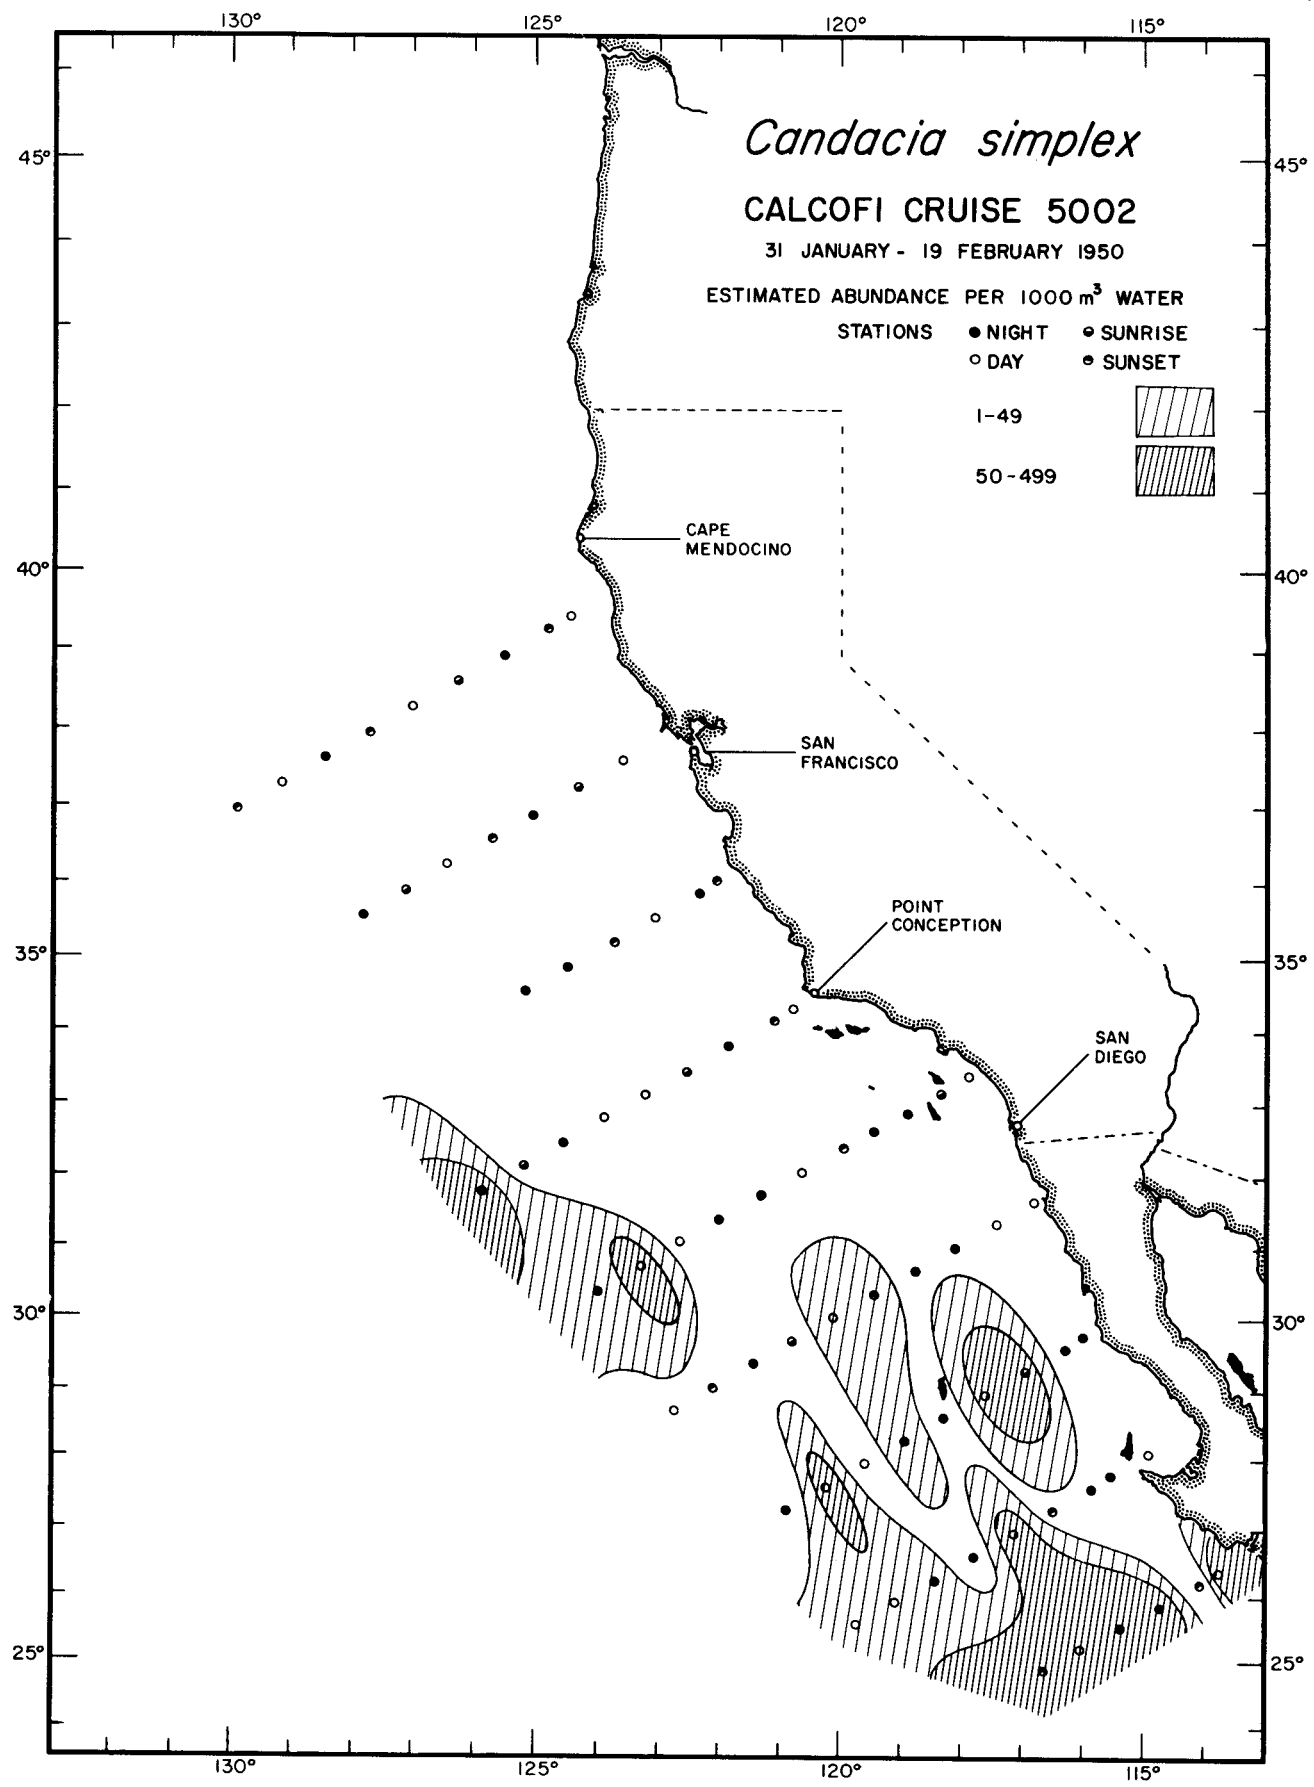 130° 125° 120° 115°
Candacia simplex
CALCOFI CRUISE 5002
31 JANUARY - 19 FEBRUARY 1950
ESTIMATED ABUNDANCE PER 1000 m³ WATER
STATIONS ● NIGHT ◒ SUNRISE
○ DAY ◓ SUNSET
1-49
50-499
45° 45°
CAPE
MENDOCINO
40° 40°
SAN
FRANCISCO
POINT
CONCEPTION
35° 35°
SAN
DIEGO
30° 30°
25° 25°
130° 125° 120° 115°